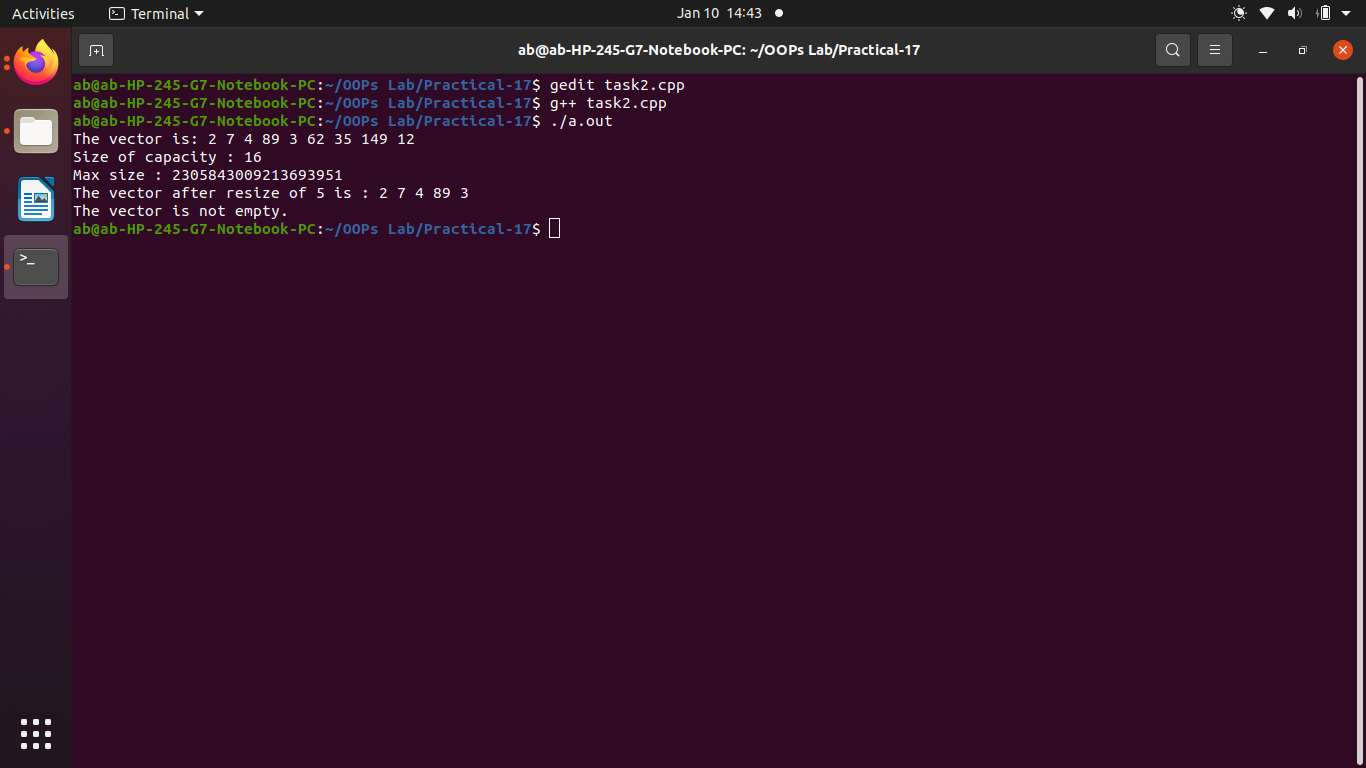 Activities Terminal Jan 10 14:43
ab@ab-HP-245-G7-Notebook-PC: ~/OOPs Lab/Practical-17
ab@ab-HP-245-G7-Notebook-PC:~/OOPs Lab/Practical-17$ gedit task2.cpp
ab@ab-HP-245-G7-Notebook-PC:~/OOPs Lab/Practical-17$ g++ task2.cpp
ab@ab-HP-245-G7-Notebook-PC:~/OOPs Lab/Practical-17$ ./a.out
The vector is: 2 7 4 89 3 62 35 149 12
Size of capacity : 16
Max size : 2305843009213693951
The vector after resize of 5 is : 2 7 4 89 3
The vector is not empty.
ab@ab-HP-245-G7-Notebook-PC:~/OOPs Lab/Practical-17$